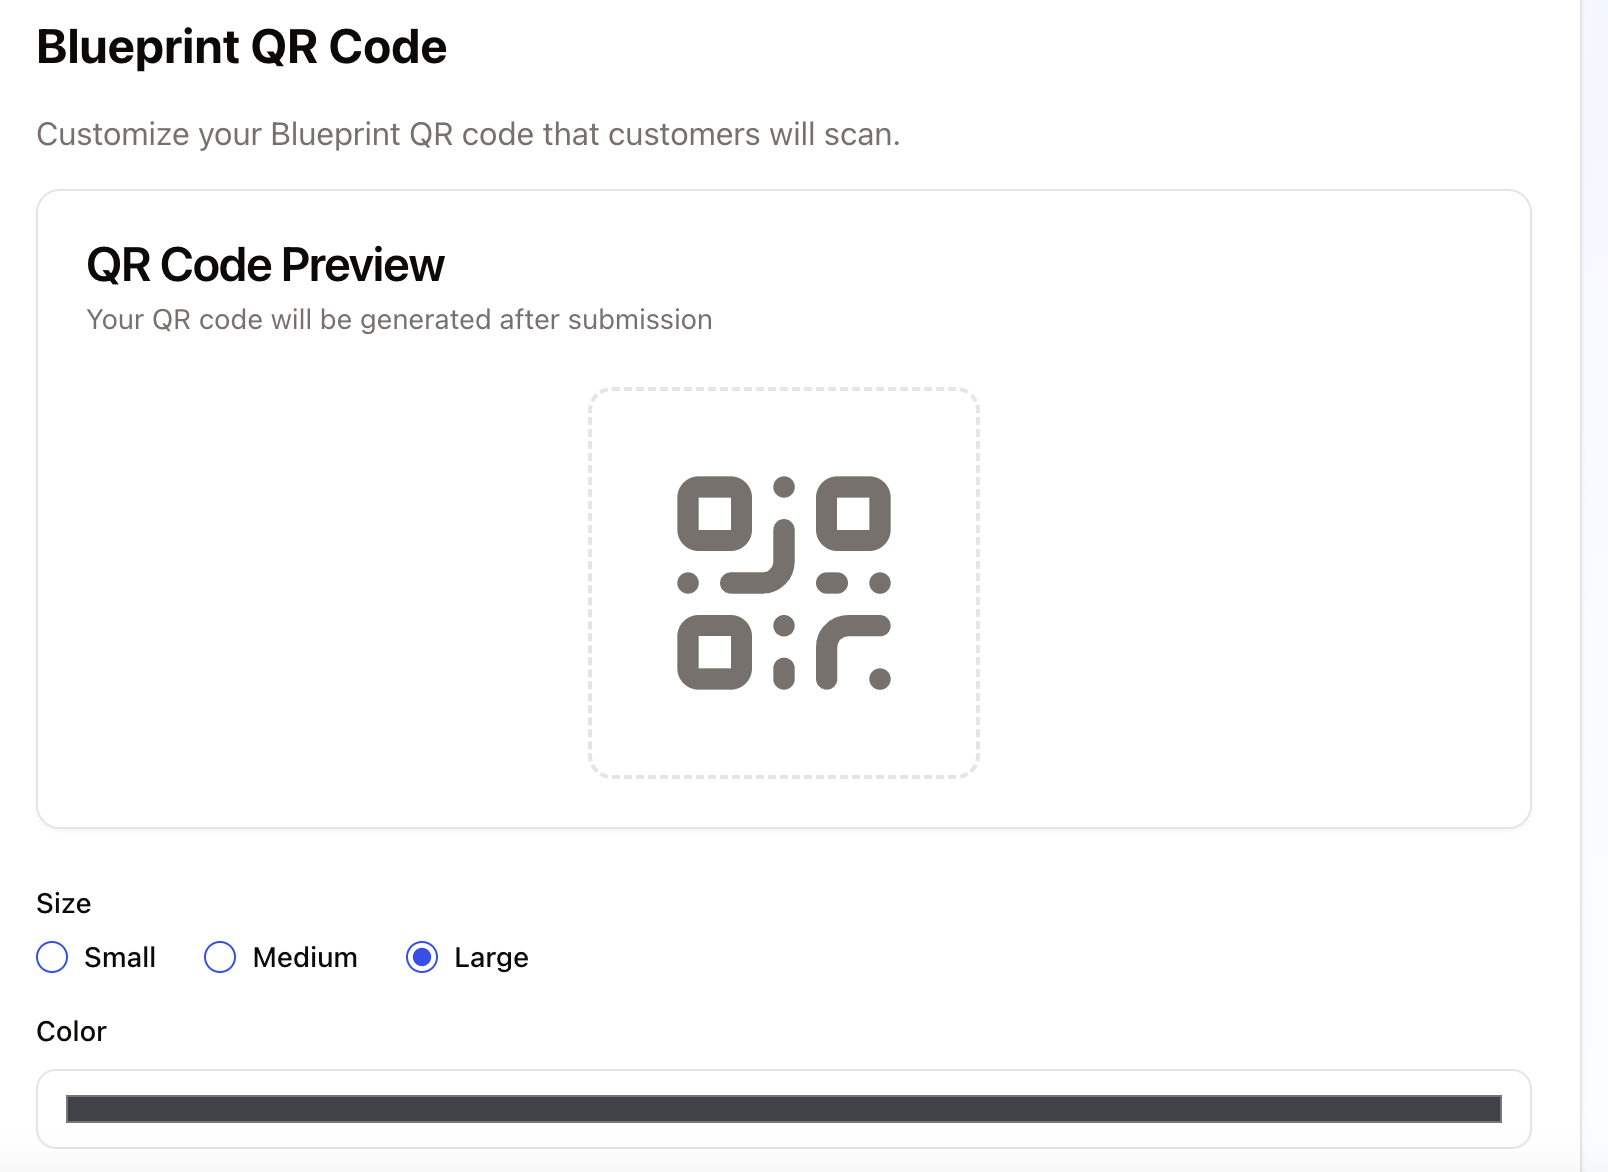 Blueprint QR Code
Customize your Blueprint QR code that customers will scan.
QR Code Preview
Your QR code will be generated after submission
Size
Small Medium Large
Color